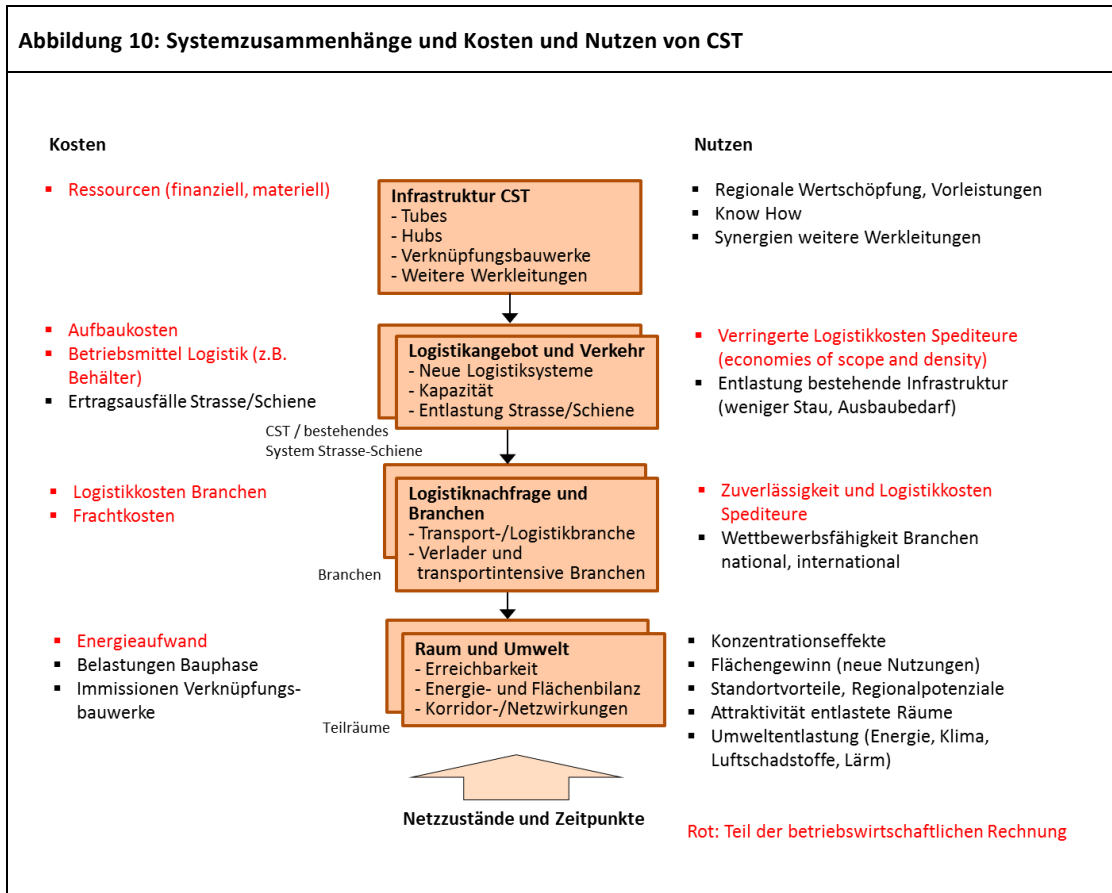 Abbildung 10: Systemzusammenhänge und Kosten und Nutzen von CST
Kosten
Nutzen
▪ Ressourcen (finanziell, materiell)
Infrastruktur CST
- Tubes
- Hubs
- Verknüpfungsbauwerke
- Weitere Werkleitungen
▪ Regionale Wertschöpfung, Vorleistungen
▪ Know How
▪ Synergien weitere Werkleitungen
▪ Aufbaukosten
▪ Betriebsmittel Logistik (z.B.
Behälter)
▪ Ertragsausfälle Strasse/Schiene
Logistikangebot und Verkehr
- Neue Logistiksysteme
- Kapazität
- Entlastung Strasse/Schiene
CST / bestehendes
System Strasse-Schiene
▪ Verringerte Logistikkosten Spediteure
(economies of scope and density)
▪ Entlastung bestehende Infrastruktur
(weniger Stau, Ausbaubedarf)
▪ Logistikkosten Branchen
▪ Frachtkosten
Logistiknachfrage und
Branchen
- Transport-/Logistikbranche
- Verlader und
transportintensive Branchen
Branchen
▪ Zuverlässigkeit und Logistikkosten
Spediteure
▪ Wettbewerbsfähigkeit Branchen
national, international
▪ Energieaufwand
▪ Belastungen Bauphase
▪ Immissionen Verknüpfungs-
bauwerke
Raum und Umwelt
- Erreichbarkeit
- Energie- und Flächenbilanz
- Korridor-/Netzwirkungen
Teilräume
▪ Konzentrationseffekte
▪ Flächengewinn (neue Nutzungen)
▪ Standortvorteile, Regionalpotenziale
▪ Attraktivität entlastete Räume
▪ Umweltentlastung (Energie, Klima,
Luftschadstoffe, Lärm)
Netzzustände und Zeitpunkte
Rot: Teil der betriebswirtschaftlichen Rechnung